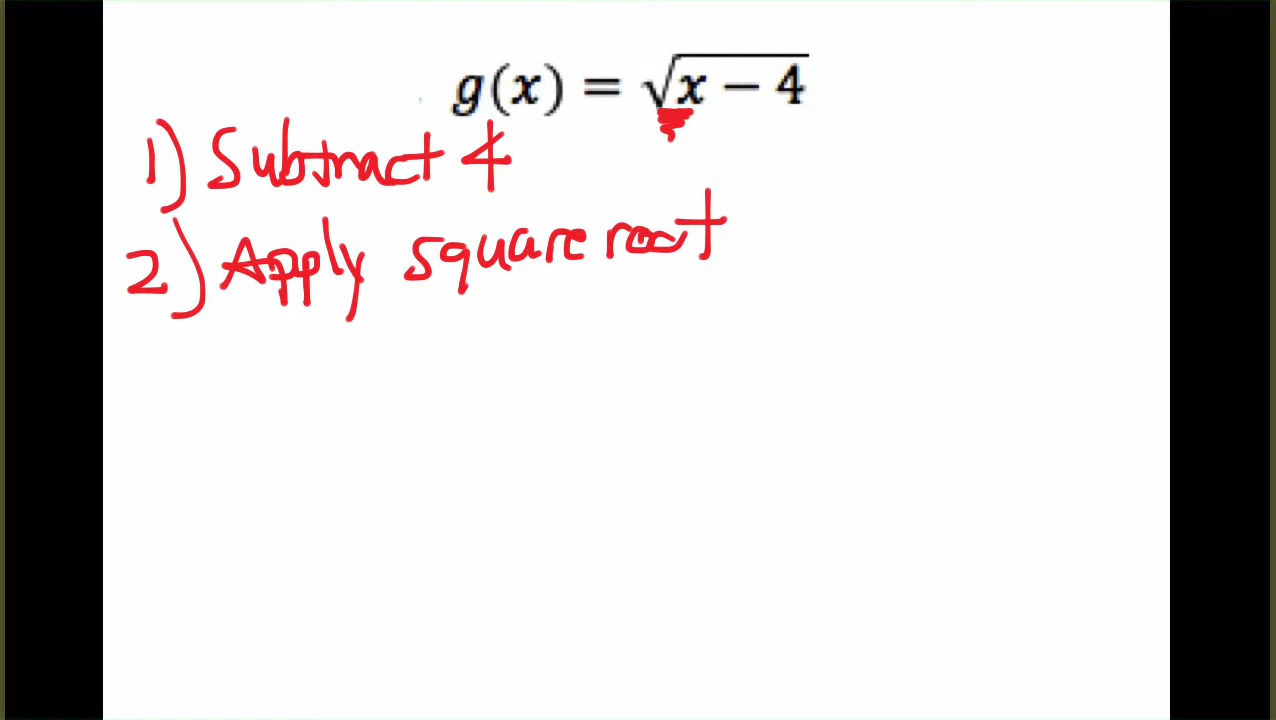 g(x) = √x − 4
1) Subtract 4
2) Apply square root